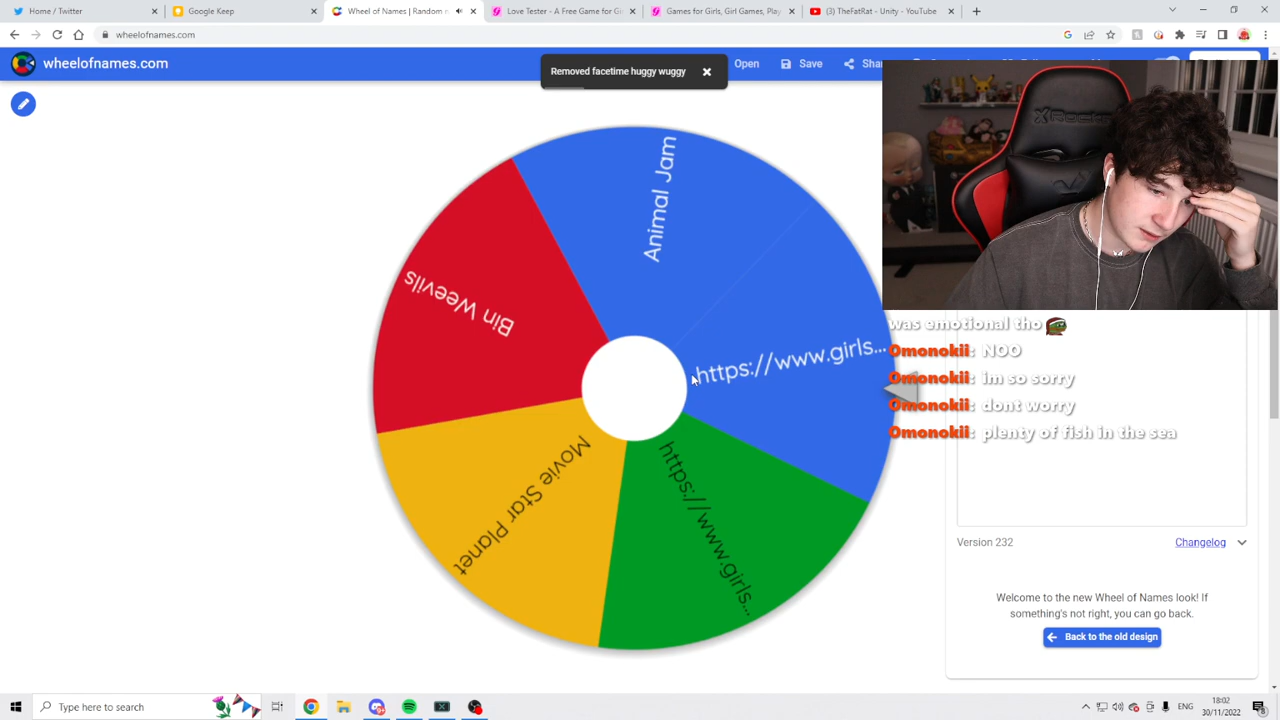 Home / Twitter
Google Keep
Wheel of Names | Random n
Love Tester - A Free Game for Gi
Games for Girls, Girl Games, Play
(3) TheFatRat - Unity - YouTube
wheelofnames.com
wheelofnames.com
Removed facetime huggy wuggy
Open
Save
Shar
Animal Jam
https://www.girls...
https://www.girls...
Movie Star Planet
Bin Weevils
was emotional tho
Omonokii: NOO
Omonokii: im so sorry
Omonokii: dont worry
Omonokii: plenty of fish in the sea
Version 232
Changelog
Welcome to the new Wheel of Names look! If
something's not right, you can go back.
Back to the old design
Type here to search
ENG
18:02
30/11/2022